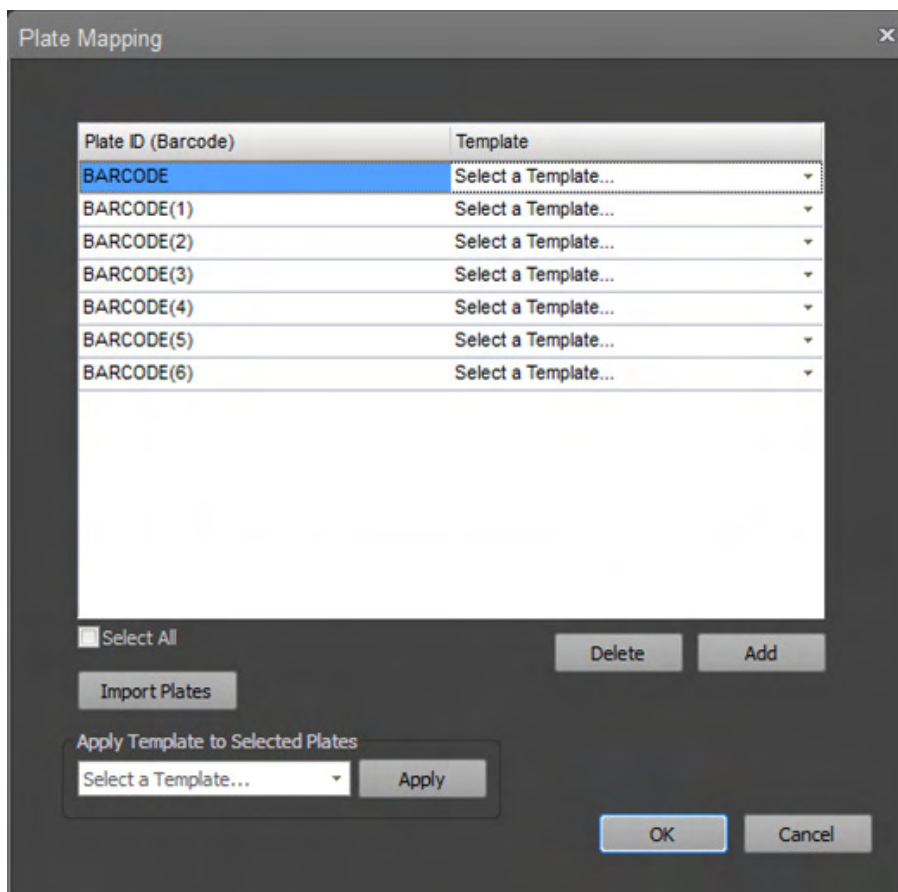 Plate Mapping
Plate ID (Barcode) Template
BARCODE Select a Template...
BARCODE(1) Select a Template...
BARCODE(2) Select a Template...
BARCODE(3) Select a Template...
BARCODE(4) Select a Template...
BARCODE(5) Select a Template...
BARCODE(6) Select a Template...
Select All
Delete Add
Import Plates
Apply Template to Selected Plates
Select a Template... Apply
OK Cancel